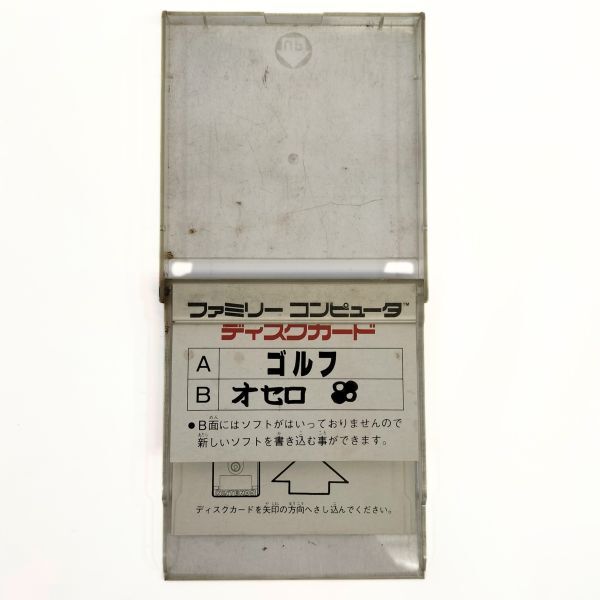 ファミリー コンピュータ™
ディスクカード
A ゴルフ
B オセロ
●B面にはソフトがはいっておりませんので
新しいソフトを書き込む事ができます。
ディスクカードを矢印の方向へさし込んでください。